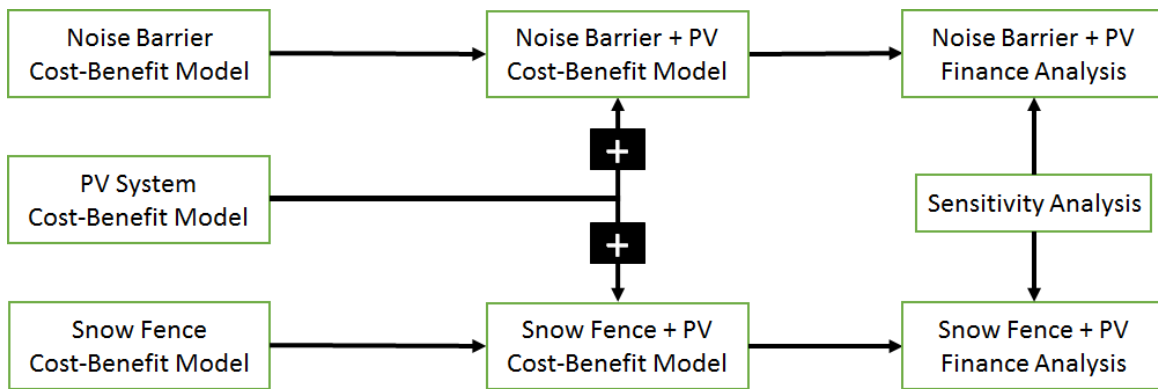 Noise Barrier
Cost-Benefit Model
Noise Barrier + PV
Cost-Benefit Model
Noise Barrier + PV
Finance Analysis
+
PV System
Cost-Benefit Model
Sensitivity Analysis
+
Snow Fence
Cost-Benefit Model
Snow Fence + PV
Cost-Benefit Model
Snow Fence + PV
Finance Analysis